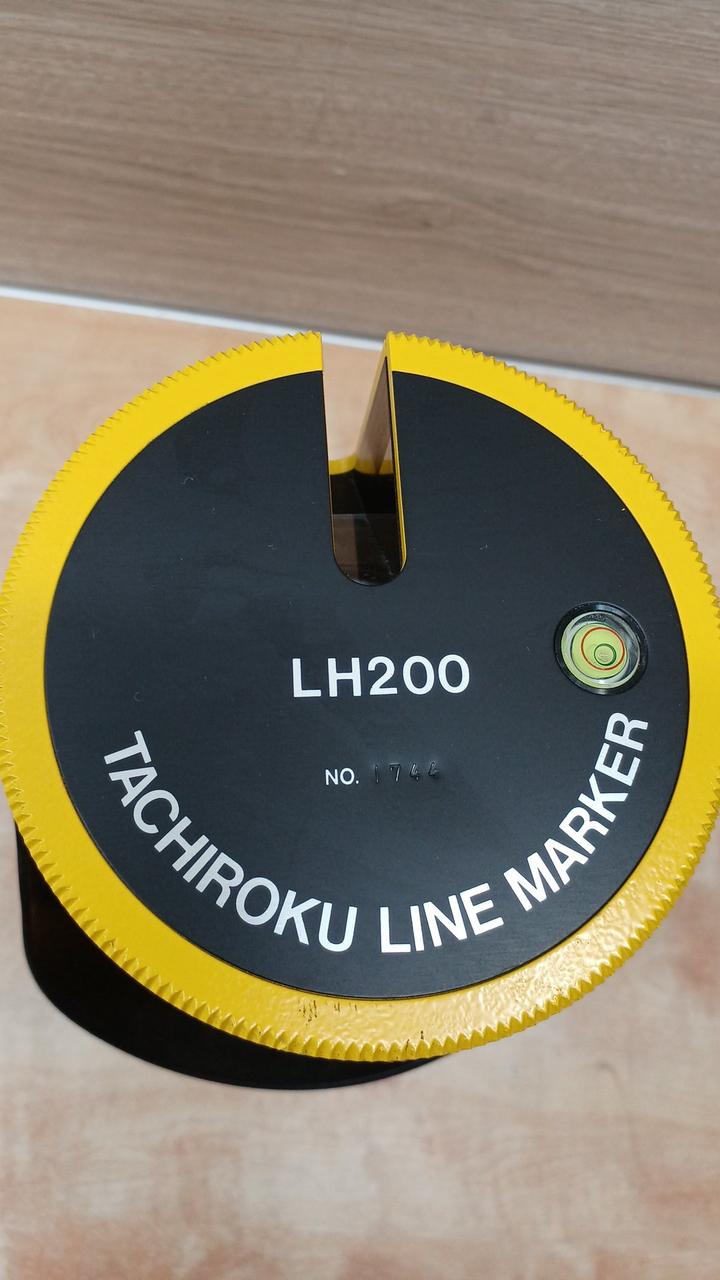 LH200
NO. 1744
TACHIROKU LINE MARKER